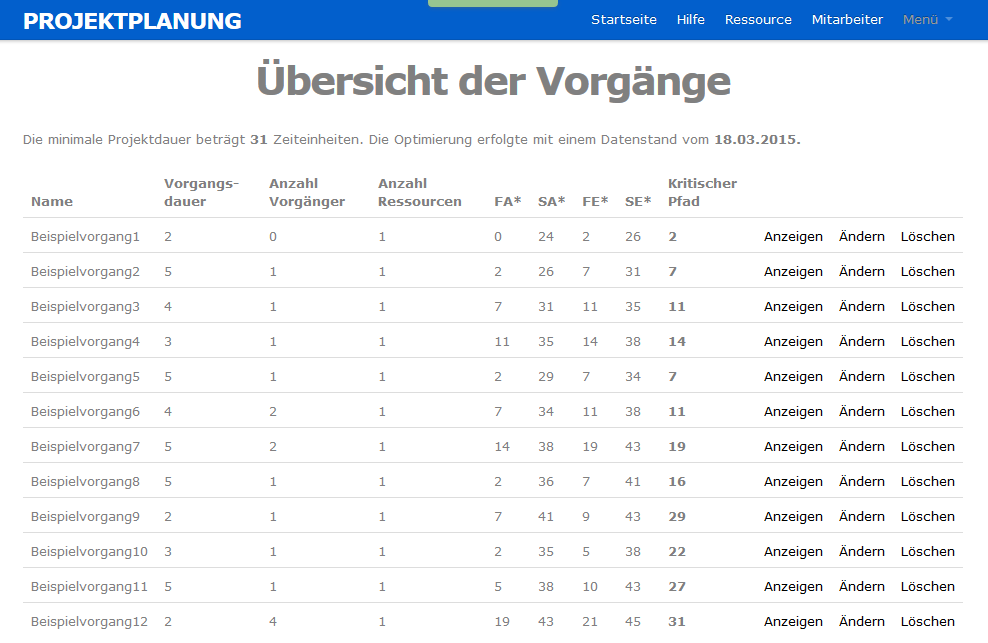 PROJEKTPLANUNG Startseite Hilfe Ressource Mitarbeiter Menü
Übersicht der Vorgänge
Die minimale Projektdauer beträgt 31 Zeiteinheiten. Die Optimierung erfolgte mit einem Datenstand vom 18.03.2015.
Vorgangs- Anzahl Anzahl Kritischer
Name dauer Vorgänger Ressourcen FA* SA* FE* SE* Pfad
Beispielvorgang1 2 0 1 0 24 2 26 2 Anzeigen Ändern Löschen
Beispielvorgang2 5 1 1 2 26 7 31 7 Anzeigen Ändern Löschen
Beispielvorgang3 4 1 1 7 31 11 35 11 Anzeigen Ändern Löschen
Beispielvorgang4 3 1 1 11 35 14 38 14 Anzeigen Ändern Löschen
Beispielvorgang5 5 1 1 2 29 7 34 7 Anzeigen Ändern Löschen
Beispielvorgang6 4 2 1 7 34 11 38 11 Anzeigen Ändern Löschen
Beispielvorgang7 5 2 1 14 38 19 43 19 Anzeigen Ändern Löschen
Beispielvorgang8 5 1 1 2 36 7 41 16 Anzeigen Ändern Löschen
Beispielvorgang9 2 1 1 7 41 9 43 29 Anzeigen Ändern Löschen
Beispielvorgang10 3 1 1 2 35 5 38 22 Anzeigen Ändern Löschen
Beispielvorgang11 5 1 1 5 38 10 43 27 Anzeigen Ändern Löschen
Beispielvorgang12 2 4 1 19 43 21 45 31 Anzeigen Ändern Löschen